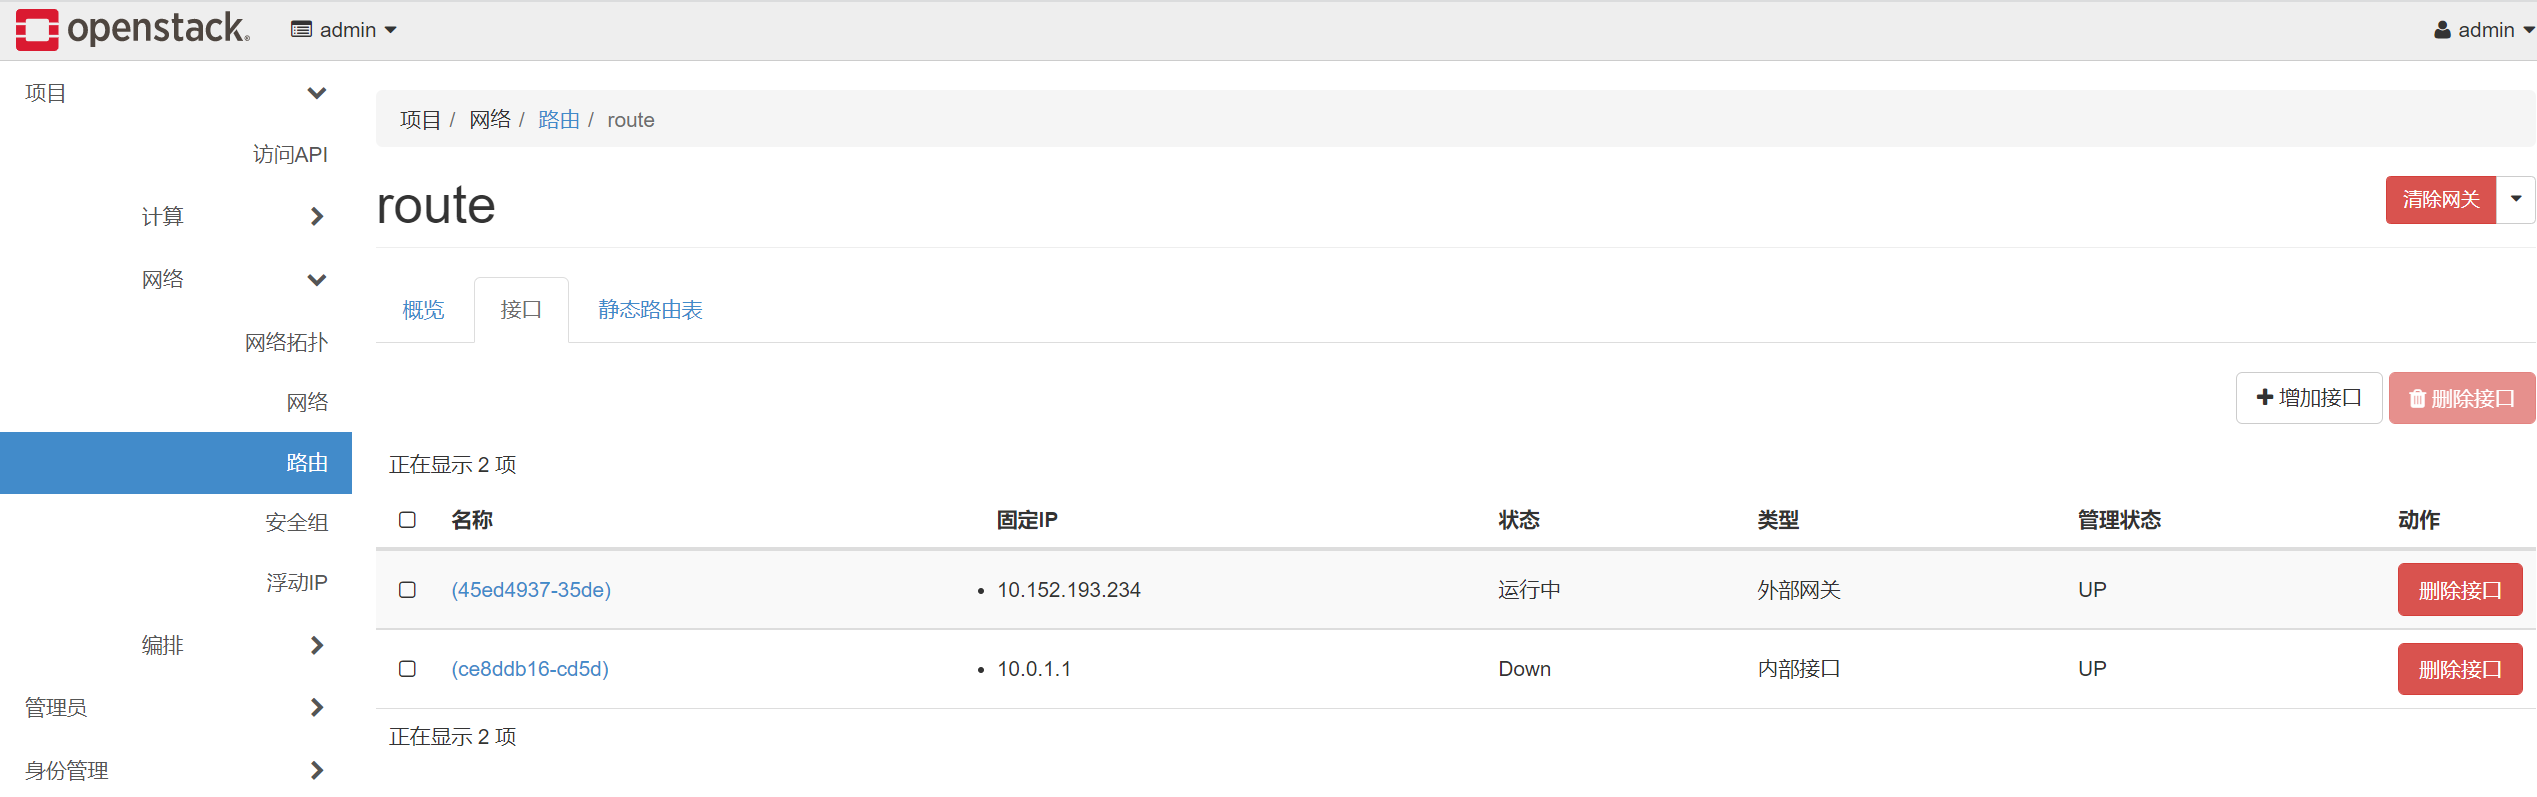 openstack. admin admin
项目
访问API
计算
网络
网络拓扑
网络
路由
安全组
浮动IP
编排
管理员
身份管理
项目 / 网络 / 路由 / route
route
清除网关
概览 接口 静态路由表
增加接口 删除接口
正在显示 2 项
名称 固定IP 状态 类型 管理状态 动作
(45ed4937-35de) • 10.152.193.234 运行中 外部网关 UP 删除接口
(ce8ddb16-cd5d) • 10.0.1.1 Down 内部接口 UP 删除接口
正在显示 2 项